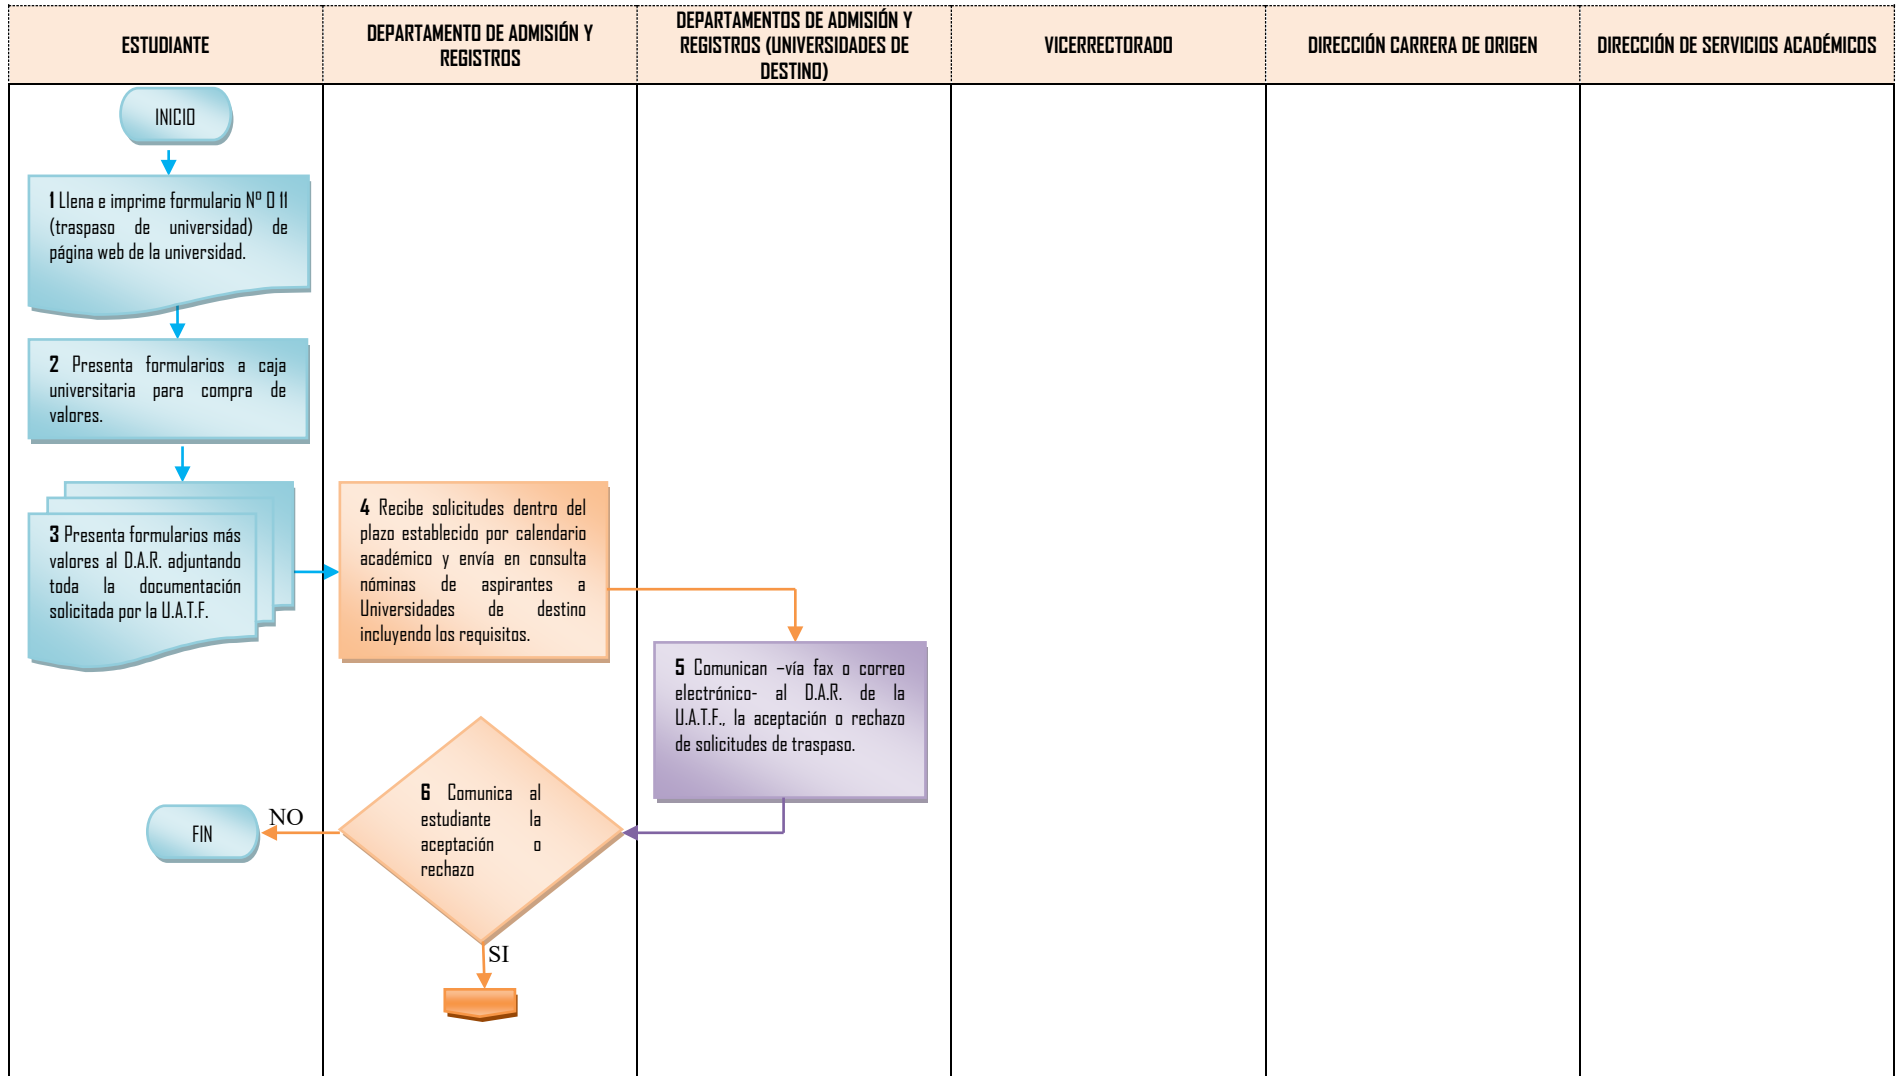 ESTUDIANTE
DEPARTAMENTO DE ADMISIÓN Y
REGISTROS
DEPARTAMENTOS DE ADMISIÓN Y
REGISTROS (UNIVERSIDADES DE
DESTINO)
VICERRECTORADO
DIRECCIÓN CARRERA DE ORIGEN
DIRECCIÓN DE SERVICIOS ACADÉMICOS
INICIO
1 Llena e imprime formulario Nº 0 11
(traspaso de universidad) de
página web de la universidad.
2 Presenta formularios a caja
universitaria para compra de
valores.
3 Presenta formularios más
valores al D.A.R. adjuntando
toda la documentación
solicitada por la U.A.T.F.
4 Recibe solicitudes dentro del
plazo establecido por calendario
académico y envía en consulta
nóminas de aspirantes a
Universidades de destino
incluyendo los requisitos.
5 Comunican –vía fax o correo
electrónico- al D.A.R. de la
U.A.T.F., la aceptación o rechazo
de solicitudes de traspaso.
6 Comunica al
estudiante la
aceptación o
rechazo
NO
FIN
SI